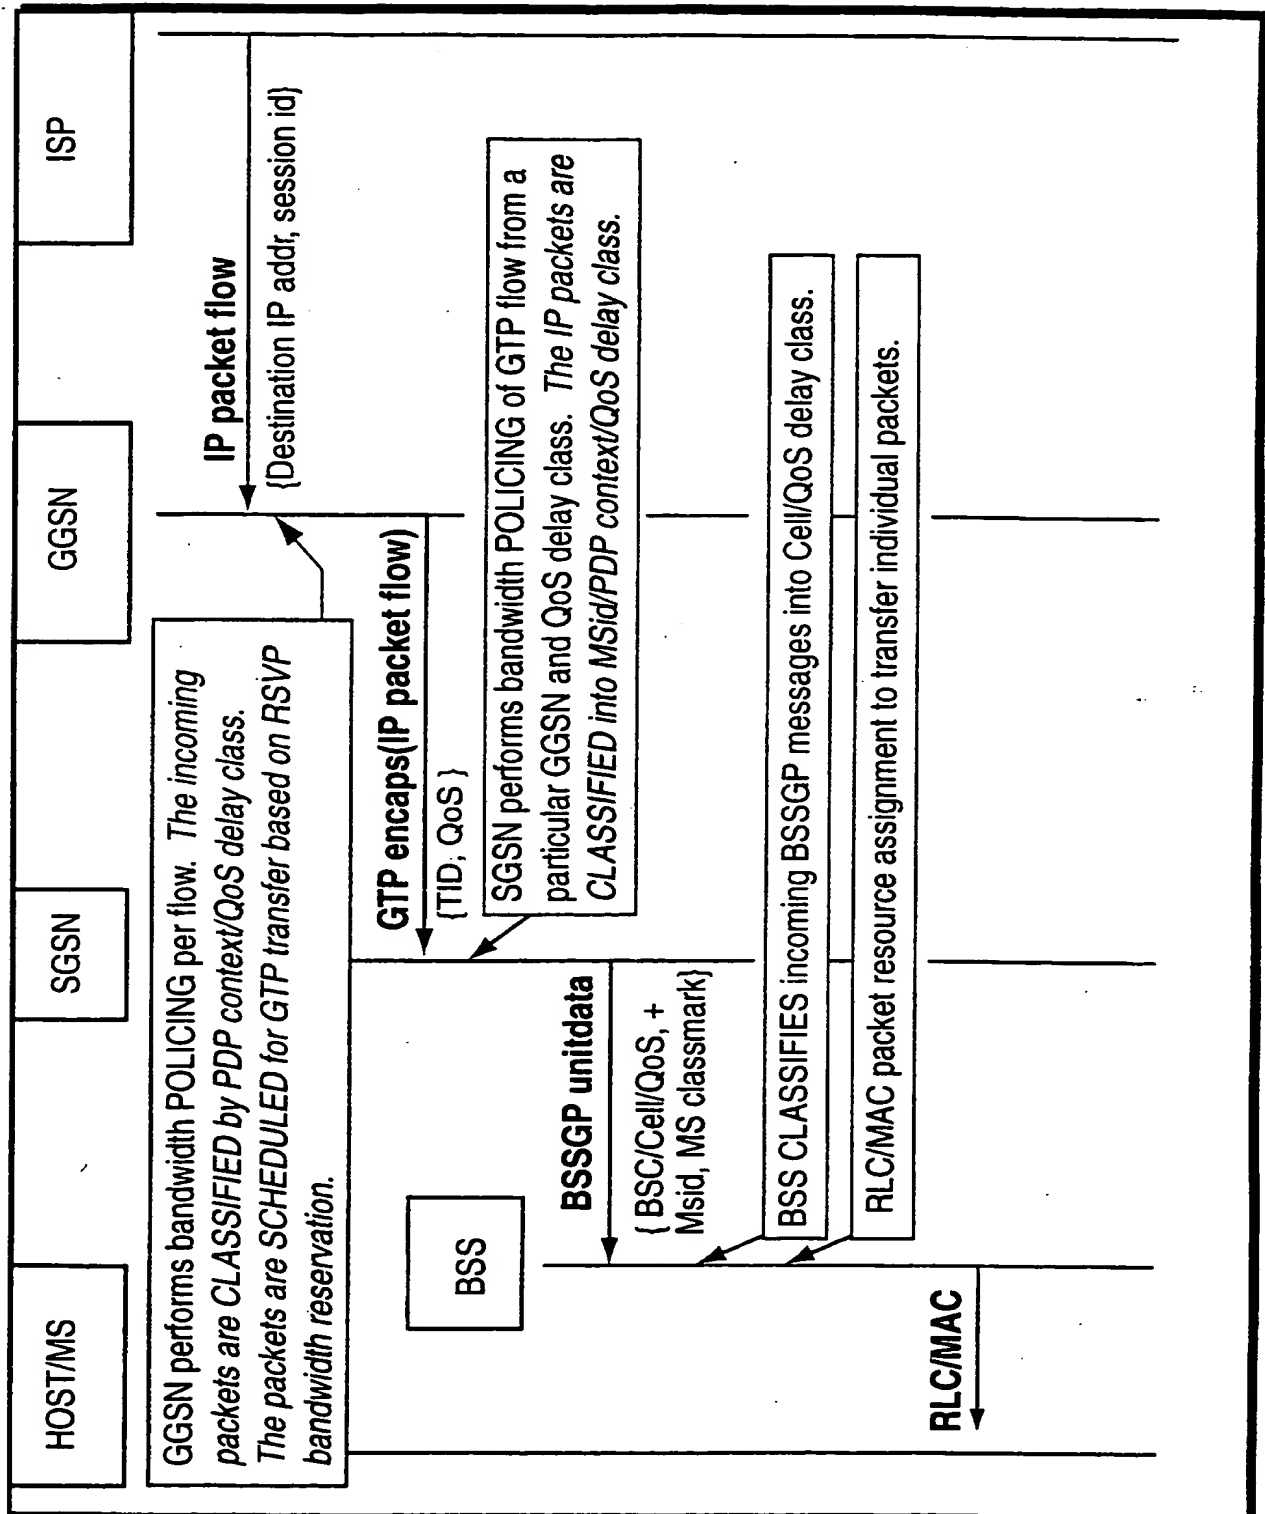 HOST/MS
SGSN
GGSN
ISP
GGSN performs bandwidth POLICING per flow. The incoming
packets are CLASSIFIED by PDP context/QoS delay class.
The packets are SCHEDULED for GTP transfer based on RSVP
bandwidth reservation.
IP packet flow
{Destination IP addr, session id}
GTP encaps(IP packet flow)
{TID, QoS }
BSS
SGSN performs bandwidth POLICING of GTP flow from a
particular GGSN and QoS delay class. The IP packets are
CLASSIFIED into MSid/PDP context/QoS delay class.
BSSGP unitdata
{ BSC/Cell/QoS, +
Msid, MS classmark}
BSS CLASSIFIES incoming BSSGP messages into Cell/QoS delay class.
RLC/MAC packet resource assignment to transfer individual packets.
RLC/MAC